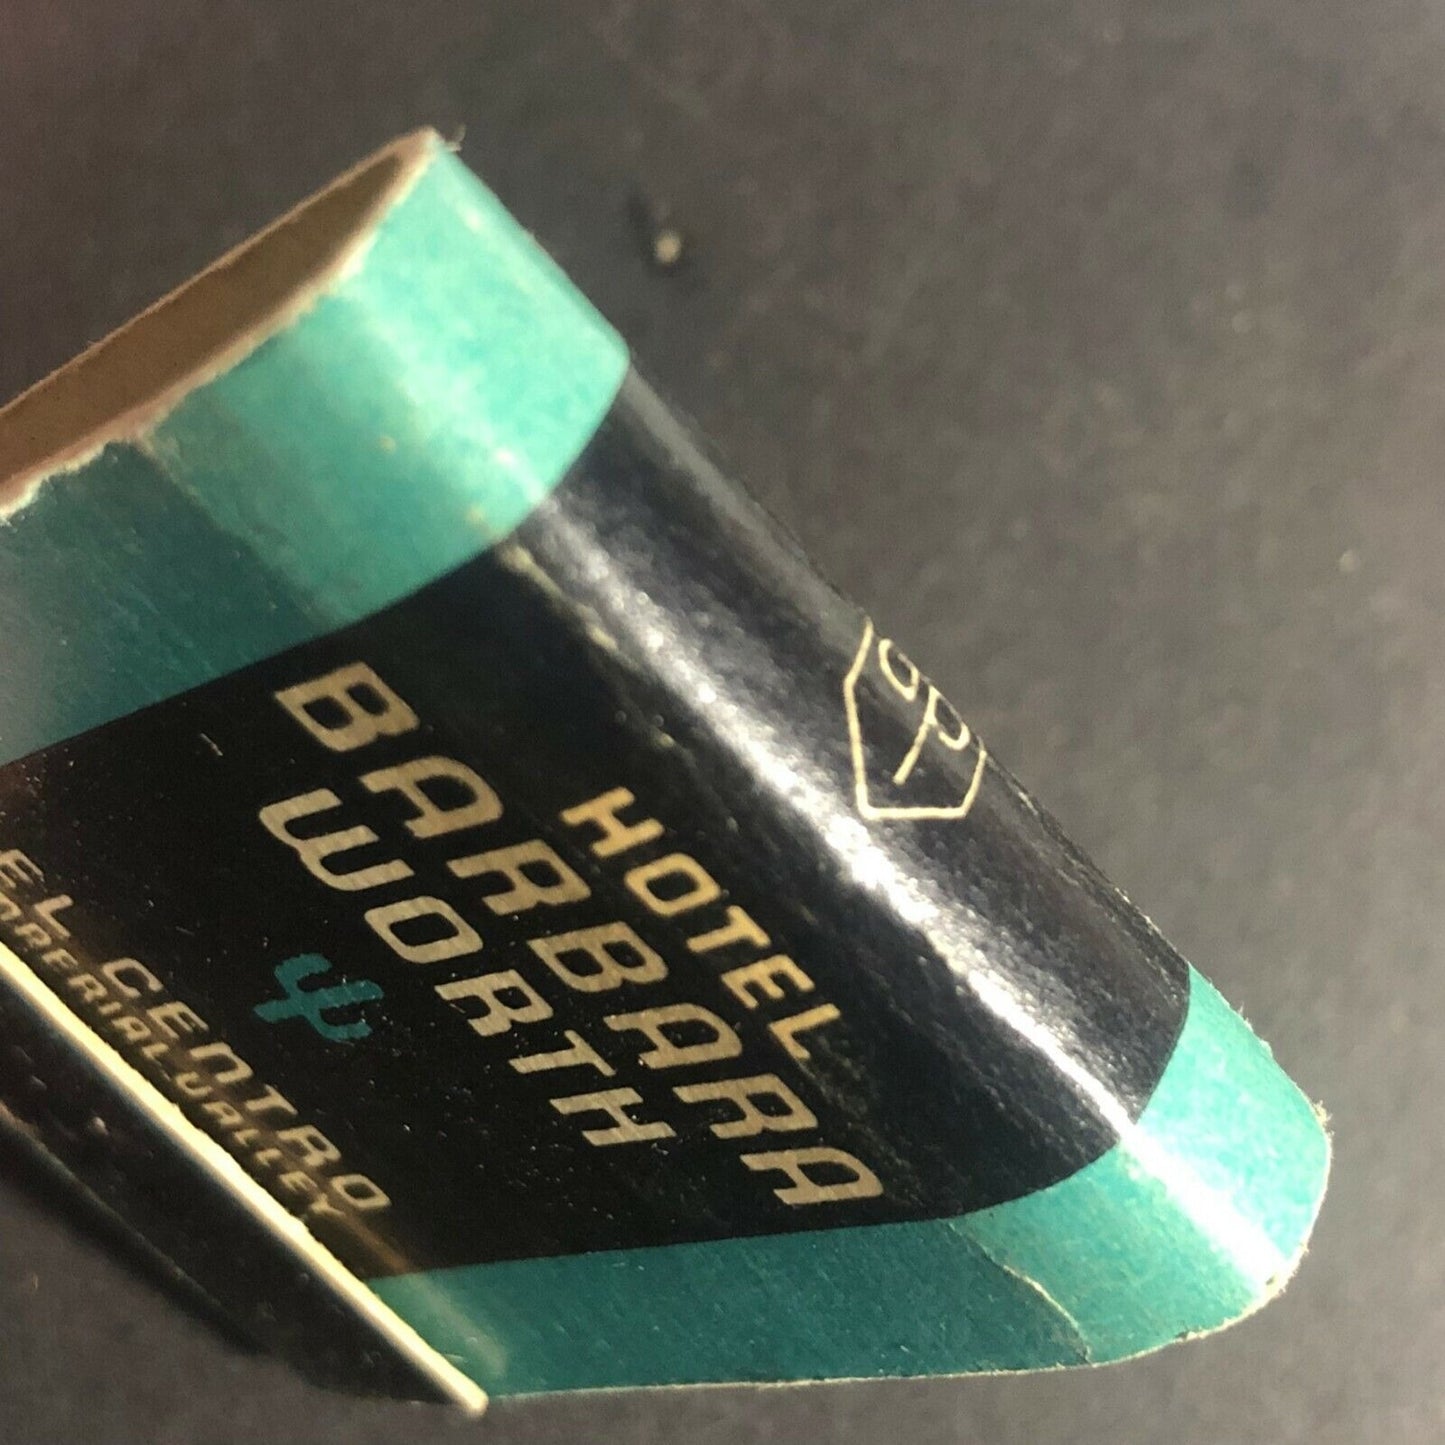 HOTEL
BARBARA
WORTH
EL CENTRO
IMPERIAL VALLEY